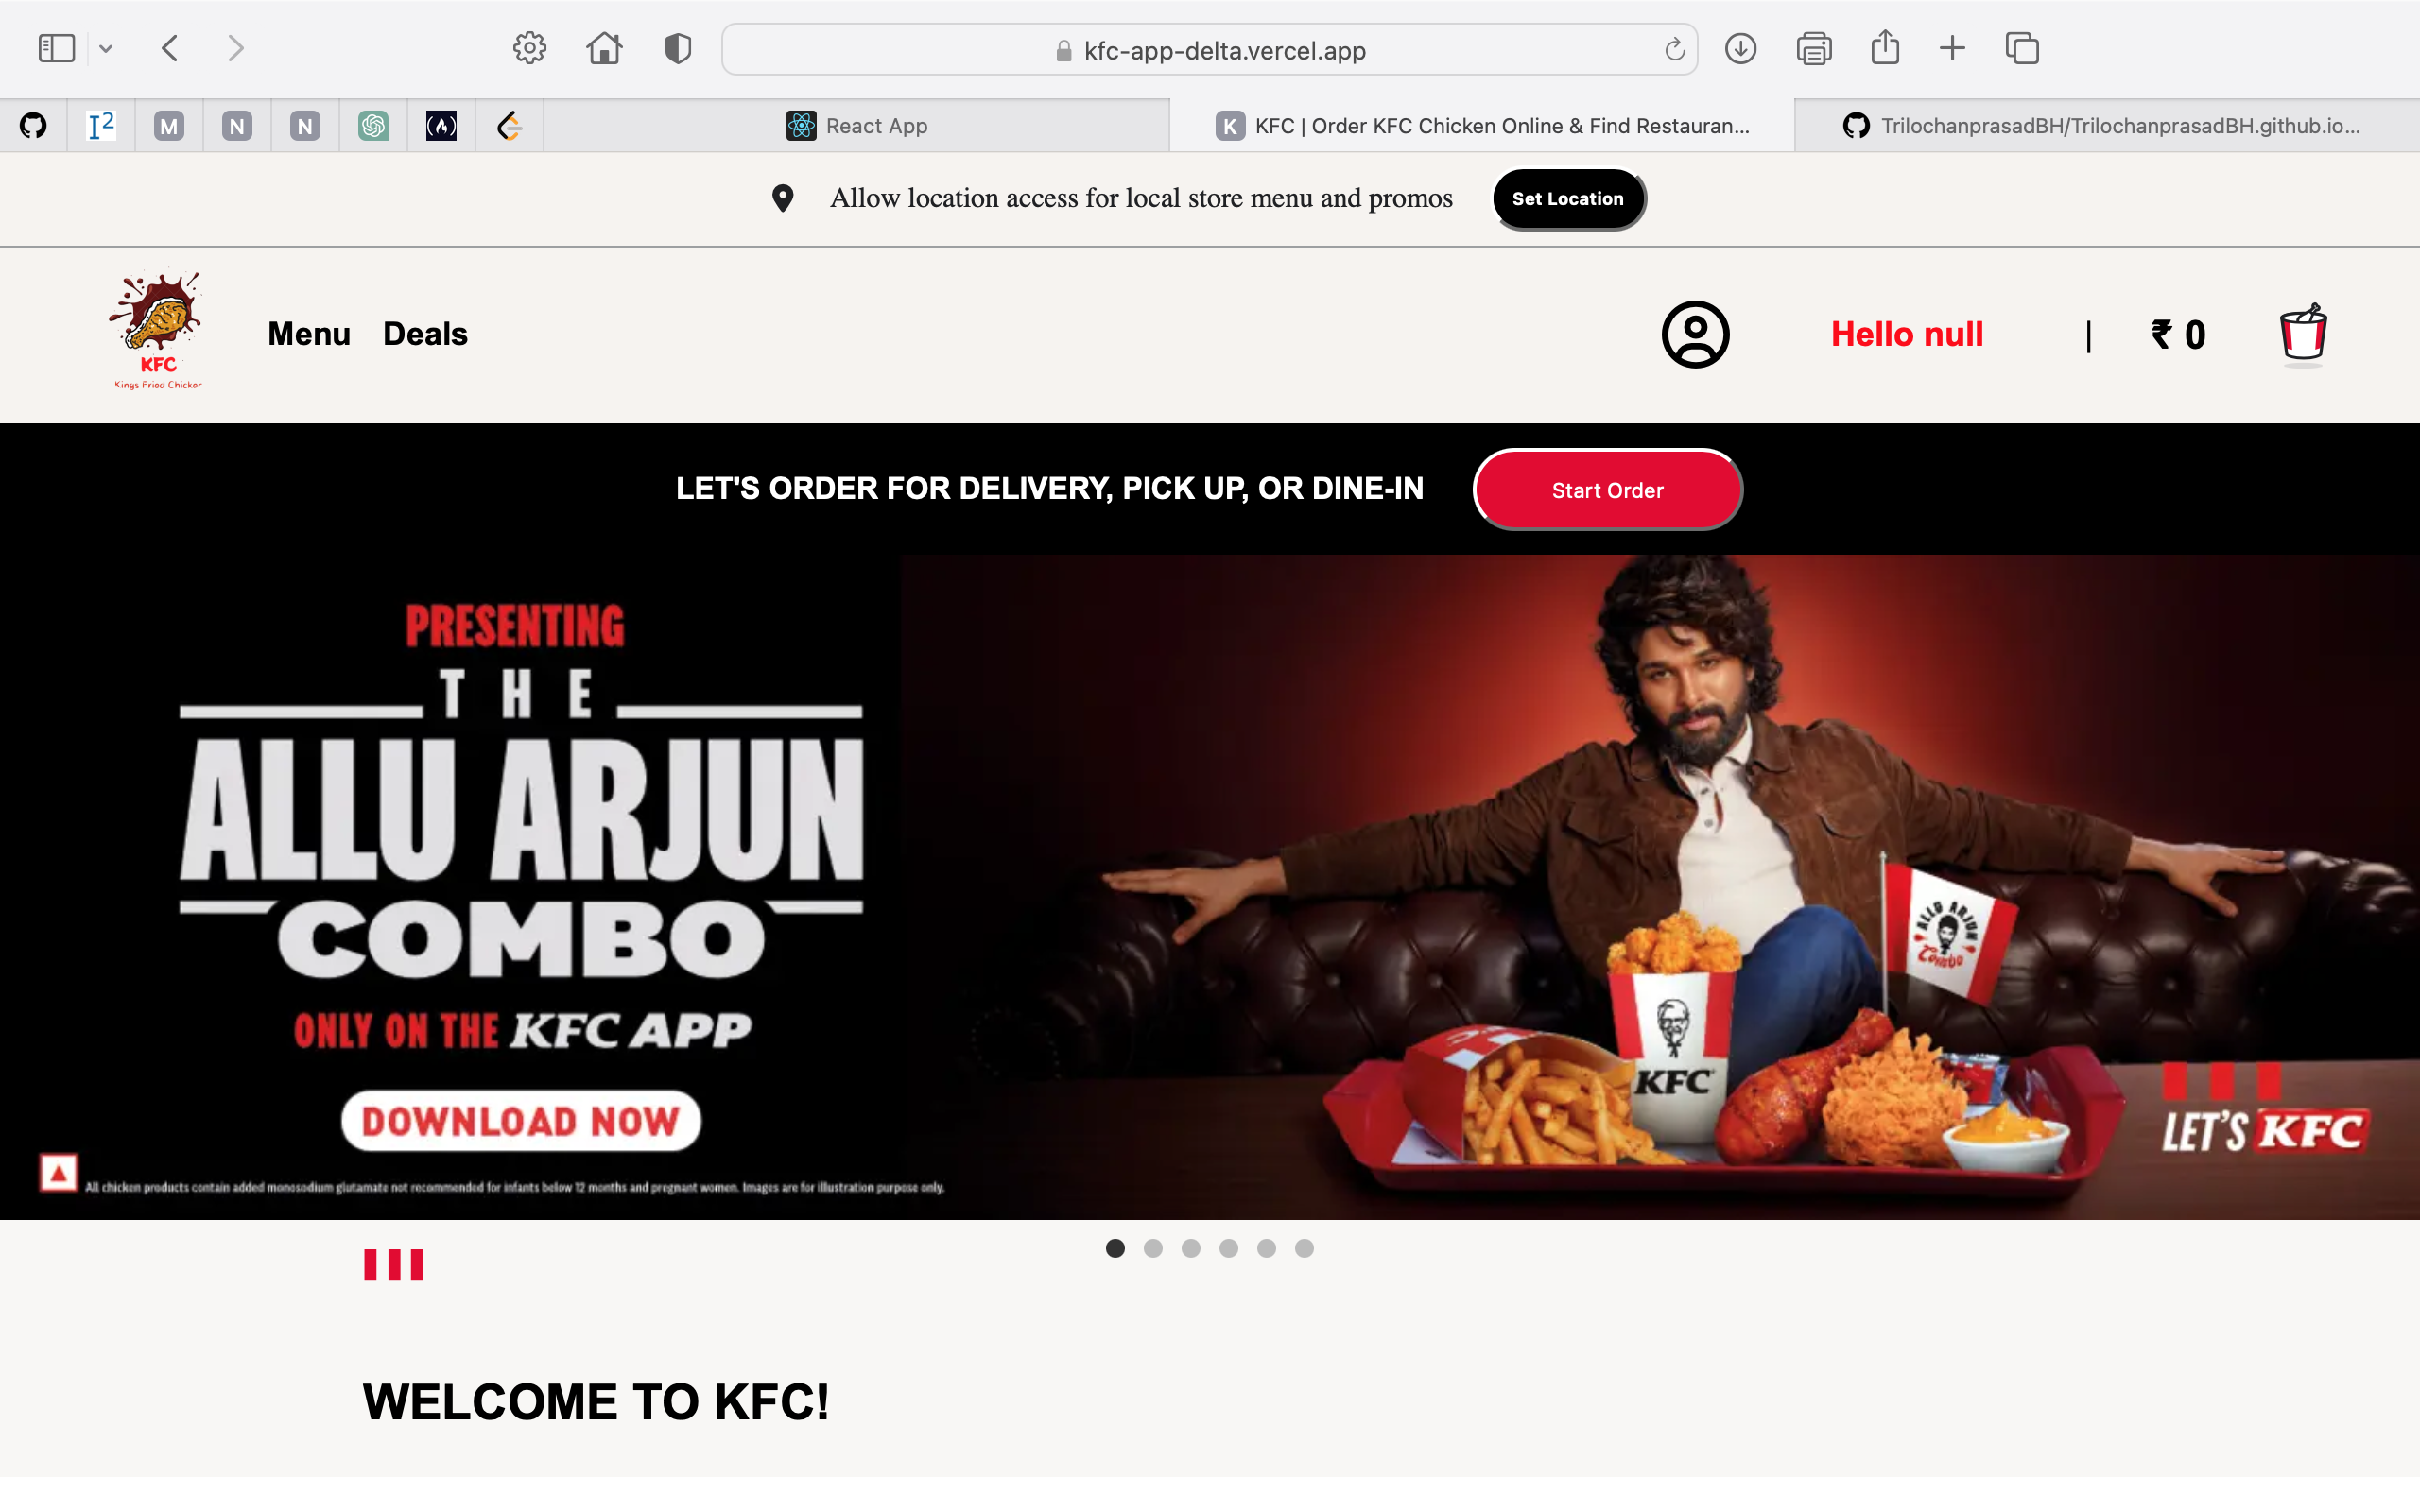 kfc-app-delta.vercel.app
I2
M
N
N
React App
K
KFC | Order KFC Chicken Online & Find Restauran...
TrilochanprasadBH/TrilochanprasadBH.github.io...
Allow location access for local store menu and promos
Set Location
KFC
Kings Fried Chicken
Menu
Deals
Hello null
|
₹ 0
LET'S ORDER FOR DELIVERY, PICK UP, OR DINE-IN
Start Order
PRESENTING
THE
ALLU ARJUN
COMBO
ONLY ON THE KFC APP
DOWNLOAD NOW
All chicken products contain added monosodium glutamate not recommended for infants below 12 months and pregnant women. Images are for illustration purpose only.
ALLU ARJUN
Combo
KFC
LET'S KFC
WELCOME TO KFC!